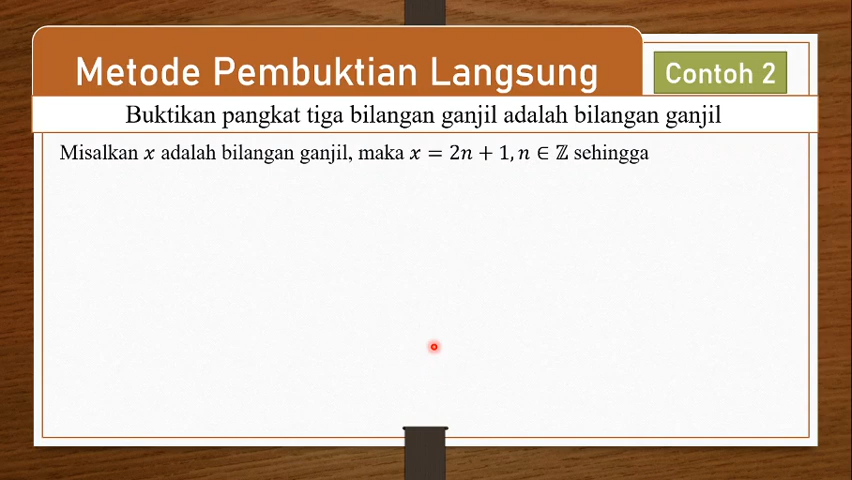 Metode Pembuktian Langsung
Contoh 2
Buktikan pangkat tiga bilangan ganjil adalah bilangan ganjil
Misalkan 𝑥 adalah bilangan ganjil, maka 𝑥 = 2𝑛 + 1, 𝑛 ∈ ℤ sehingga